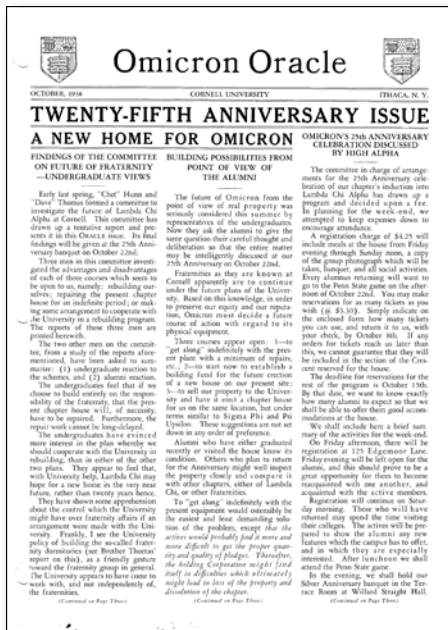 Omicron Oracle
OCTOBER, 1938 CORNELL UNIVERSITY ITHACA, N. Y.
TWENTY-FIFTH ANNIVERSARY ISSUE
A NEW HOME FOR OMICRON
FINDINGS OF THE COMMITTEE
ON FUTURE OF FRATERNITY
—UNDERGRADUATE VIEWS
Early last spring, "Chet" Hunn and
"Dave" Thomas formed a committee to
investigate the future of Lambda Chi
Alpha at Cornell. This committee has
drawn up a tentative report and pre-
sents it in this ORACLE issue. Its final
findings will be given at the 25th Anni-
versary banquet on October 22nd.
Three men in this committee investi-
gated the advantages and disadvantages
of each of three courses which seem to
be open to us, namely: rebuilding our-
selves; repairing the present chapter
house for an indefinite period; or mak-
ing some arrangement to cooperate with
the University in a rebuilding program.
The reports of these three men are
printed herewith.
The two other men on the commit-
tee, from a study of the reports afore-
mentioned, have been asked to sum-
marize: (1) undergraduate reaction to
the schemes, and (2) alumni reaction.
The undergraduates feel that if we
choose to build entirely on the respon-
sibility of the fraternity, that the pres-
ent chapter house will, of necessity,
have to be repaired. Furthermore, the
repair work cannot be long-delayed.
The undergraduates have evinced
more interest in the plan whereby we
should cooperate with the University in
rebuilding, than in either of the other
two plans. They appear to feel that,
with University help, Lambda Chi may
hope for a new home in the very near
future, rather than twenty years hence.
They have shown some apprehension
about the control which the University
might have over fraternity affairs if an
arrangement were made with the Uni-
versity. Frankly, I see the University
policy of building the so-called frater-
nity dormitories (see Brother Thomas'
report on this), as a friendly gesture
toward the fraternity group in general.
The University appears to have come to
work with, and not independently of,
the fraternities.
(Continued on Page Three)
BUILDING POSSIBILITIES FROM
POINT OF VIEW OF
THE ALUMNI
The future of Omicron from the
point of view of real property was
seriously considered this summer by
representatives of the undergraduates.
Now they ask the alumni to give the
same question their careful thought and
deliberation so that the entire matter
may be intelligently discussed at our
25th Anniversary on October 22nd.
Fraternities as they are known at
Cornell apparently are to continue
under the future plans of the Univer-
sity. Based on this knowledge, in order
to preserve our equity and our reputa-
tion, Omicron must decide a future
course of action with regard to its
physical equipment.
Three courses appear open: 1—to
"get along" indefinitely with the pres-
ent plant with a minimum of repairs,
etc.; 2—to start now to establish a
building fund for the future erection
of a new house on our present site;
3—to sell our property to the Univer-
sity and have it erect a chapter house
for us on the same location, but under
terms similar to Sigma Phi and Psi
Upsilon. These suggestions are not set
down in any order of preference.
Alumni who have either graduated
recently or visited the house know its
condition. Others who plan to return
for the Anniversary might well inspect
the property closely and compare it
with other chapters, either of Lambda
Chi, or other fraternities.
To "get along" indefinitely with the
present equipment would ostensibly be
the easiest and least demanding solu-
tion of the problem, except that the
actives would probably find it more and
more difficult to get the proper quan-
tity and quality of pledges. Thereafter,
the holding Corporation might find
itself in difficulties which ultimately
might lead to loss of the property and
dissolution of the chapter.
(Continued on Page Three)
OMICRON'S 25th ANNIVERSARY
CELEBRATION DISCUSSED
BY HIGH ALPHA
The committee in charge of arrange-
ments for the 25th anniversary cele-
bration of our chapter's induction into
Lambda Chi Alpha has drawn up a
program and decided upon a fee.
In planning for the week-end, we
attempted to keep expenses down to
encourage attendance.
A registration charge of $4.25 will
include meals at the house from Friday
evening through Sunday noon, a copy
of the group photograph which will be
taken, banquet, and all social activities.
Every alumnus returning will want to
go to the Penn State game on the after-
noon of October 22nd. You may make
reservations for as many tickets as you
wish (@ $3.30). Simply indicate on
the enclosed form how many tickets
you can use, and return it to us, with
your check, by October 8th. If any
orders for tickets reach us later than
this, we cannot guarantee that they will
be included in the section of the Cres-
cent reserved for the house.
The deadline for reservations for the
rest of the program is October 15th.
By that date, we want to know exactly
how many alumni to expect so that we
shall be able to offer them good accom-
modations at the house.
We shall include here a brief sum-
mary of the activities for the week-end.
On Friday afternoon, there will be
registration at 125 Edgemoor Lane.
Friday evening will be left open for the
alumni, and this should prove to be a
great opportunity for them to become
reacquainted with one another, and
acquainted with the active members.
Registration will continue on Satur-
day morning. Those who will have
returned may spend the time visiting
their colleges. The actives will be pre-
pared to show the alumni any new
features which the campus has to offer,
and in which they are especially
interested. After luncheon we shall
attend the Penn State game.
In the evening, we shall hold our
Silver Anniversary banquet in the Ter-
race Room at Willard Straight Hall.
(Continued on Page Three)